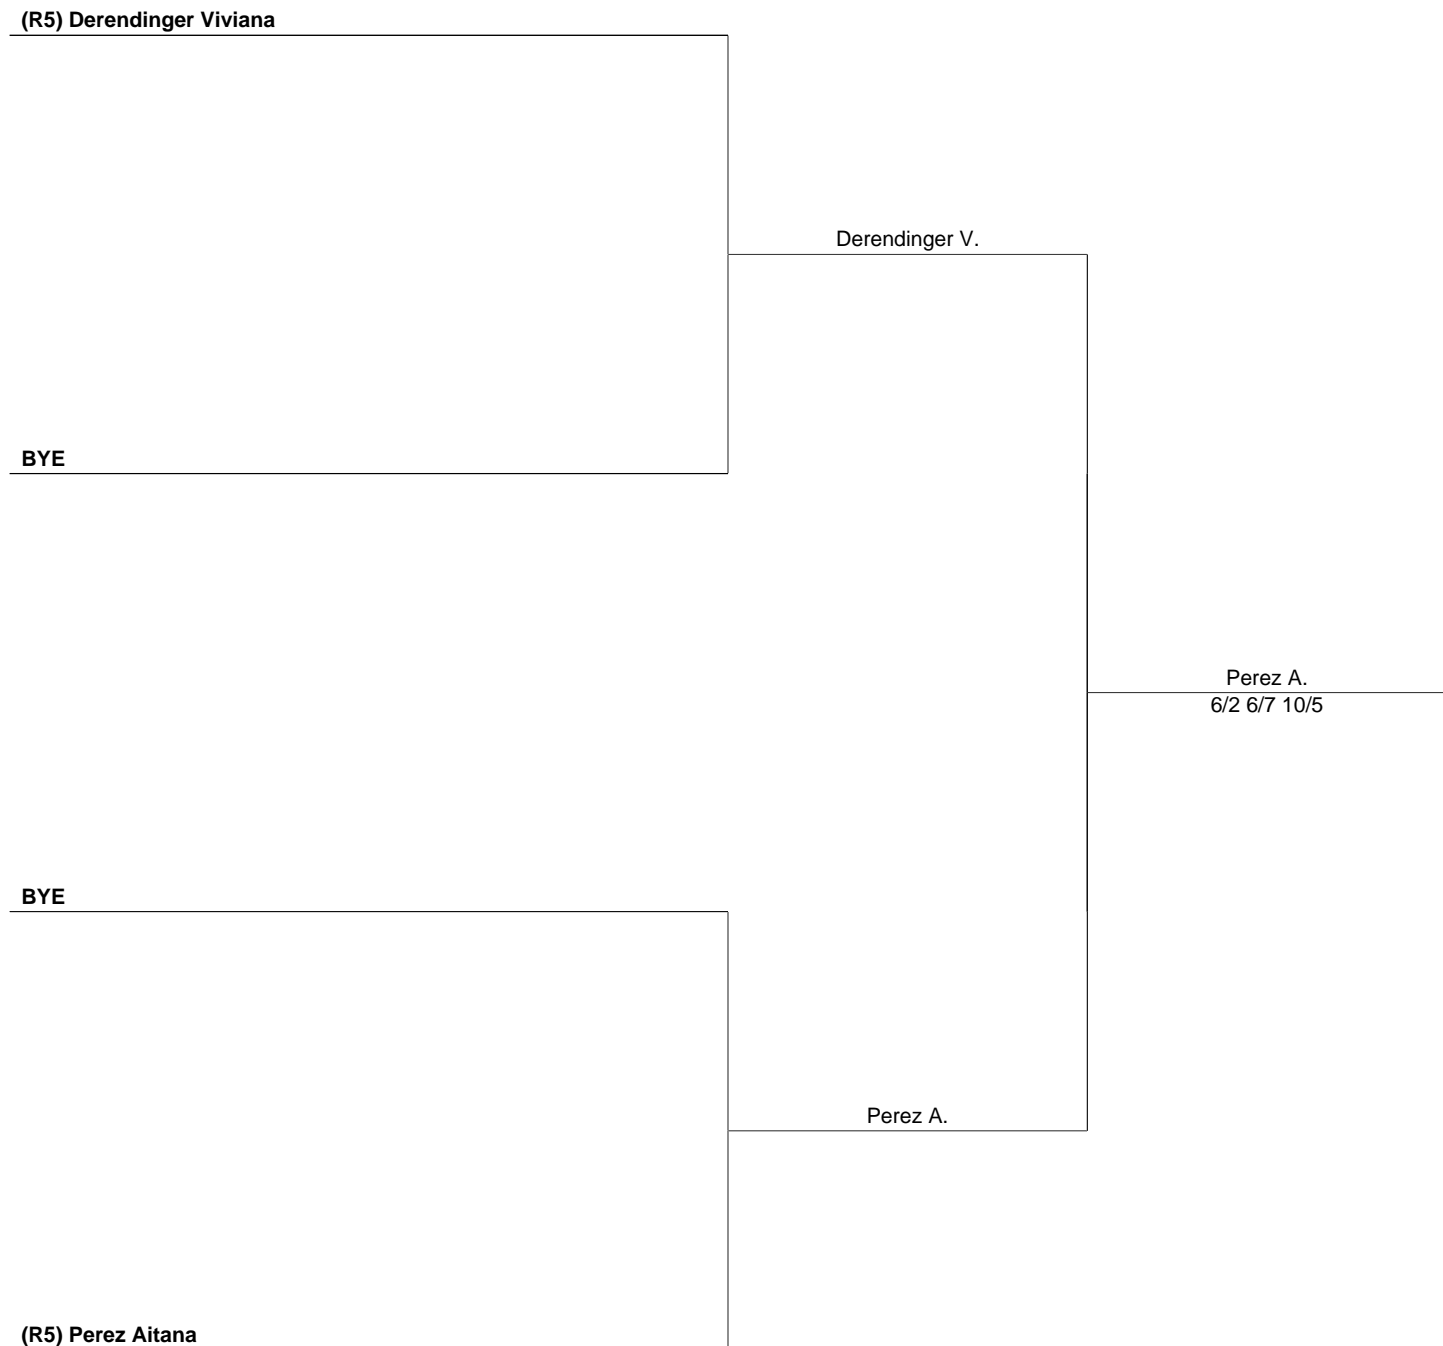 (R5) Derendinger Viviana
Derendinger V.
BYE
Perez A.
6/2 6/7 10/5
BYE
Perez A.
(R5) Perez Aitana